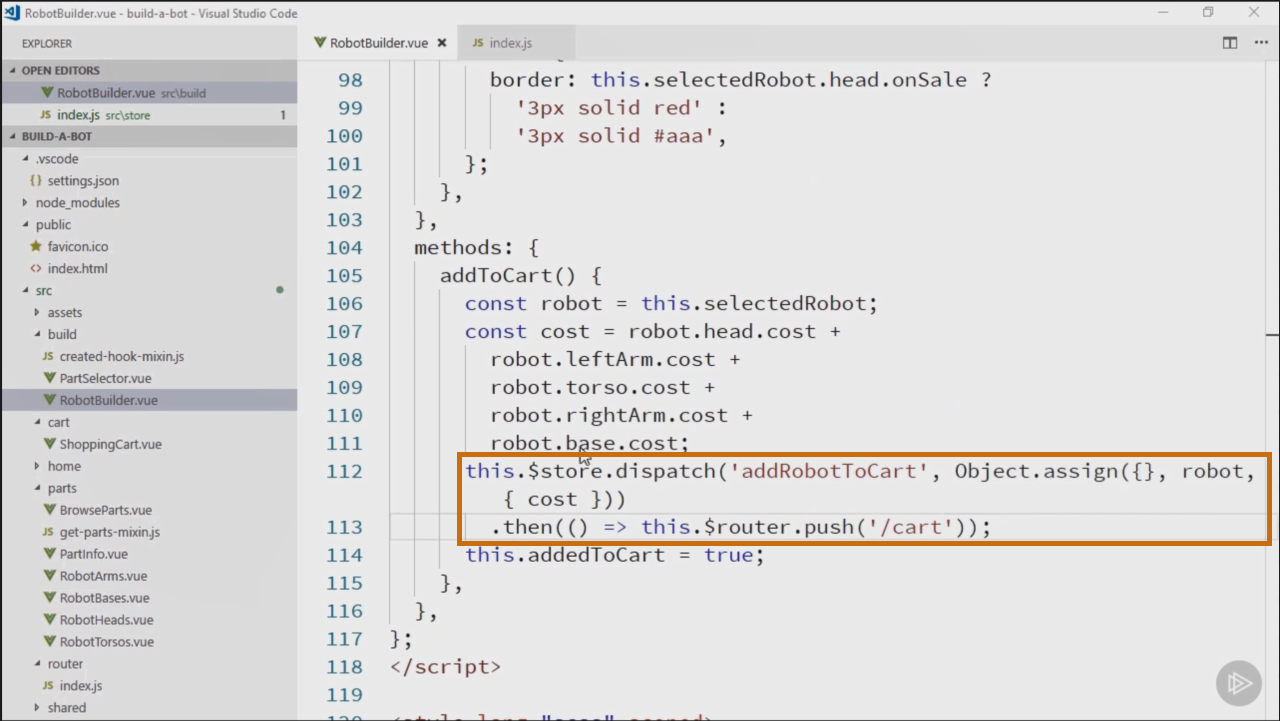 RobotBuilder.vue - build-a-bot - Visual Studio Code
EXPLORER
OPEN EDITORS
RobotBuilder.vue src\build
JS index.js src\store 1
BUILD-A-BOT
.vscode
{} settings.json
node_modules
public
favicon.ico
<> index.html
src
assets
build
JS created-hook-mixin.js
PartSelector.vue
RobotBuilder.vue
cart
ShoppingCart.vue
home
parts
BrowseParts.vue
JS get-parts-mixin.js
PartInfo.vue
RobotArms.vue
RobotBases.vue
RobotHeads.vue
RobotTorsos.vue
router
JS index.js
shared
RobotBuilder.vue
JS index.js
98 border: this.selectedRobot.head.onSale ?
99 '3px solid red' :
100 '3px solid #aaa',
101 };
102 },
103 },
104 methods: {
105 addToCart() {
106 const robot = this.selectedRobot;
107 const cost = robot.head.cost +
108 robot.leftArm.cost +
109 robot.torso.cost +
110 robot.rightArm.cost +
111 robot.base.cost;
112 this.$store.dispatch('addRobotToCart', Object.assign({}, robot,
{ cost }))
113 .then(() => this.$router.push('/cart'));
114 this.addedToCart = true;
115 },
116 },
117 };
118 </script>
119